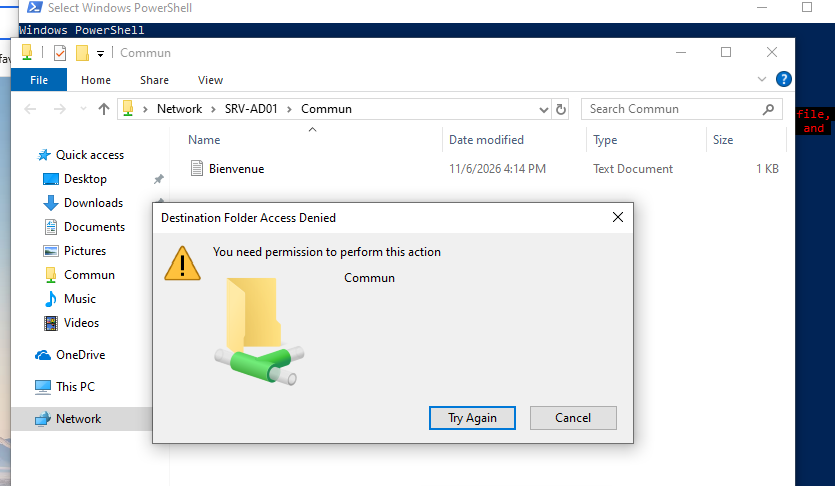 Select Windows PowerShell
Windows PowerShell
Commun
File Home Share View
Network > SRV-AD01 > Commun
Search Commun
file,
and
Name Date modified Type Size
Bienvenue 11/6/2026 4:14 PM Text Document 1 KB
Quick access
Desktop
Downloads
Documents
Pictures
Commun
Music
Videos
OneDrive
This PC
Network
Destination Folder Access Denied
You need permission to perform this action
Commun
Try Again Cancel